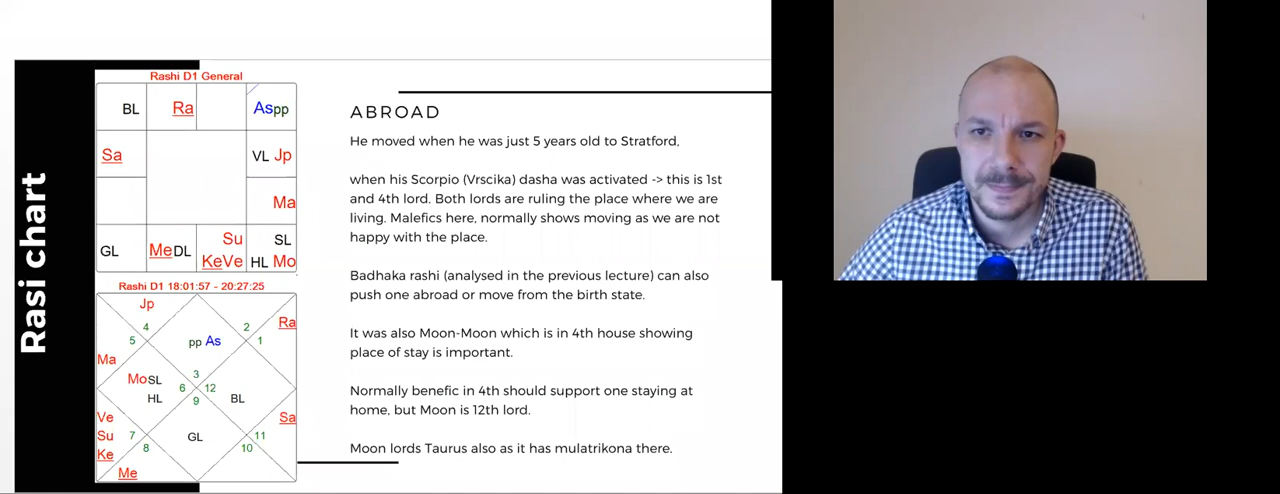 Rasi chart
Rashi D1 General
BL Ra Aspp
Sa VL Jp
Ma
GL MeDL Su SL
KeVe HL Mo
Rashi D1 18:01:57 - 20:27:25
Jp
4 2 Ra
5 pp As 1
Ma
MoSL 3
HL 6 12 BL
9
Ve Sa
Su 7 GL 11
Ke 8 10
Me
ABROAD
He moved when he was just 5 years old to Stratford,
when his Scorpio (Vrscika) dasha was activated -> this is 1st
and 4th lord. Both lords are ruling the place where we are
living. Malefics here, normally shows moving as we are not
happy with the place.
Badhaka rashi (analysed in the previous lecture) can also
push one abroad or move from the birth state.
It was also Moon-Moon which is in 4th house showing
place of stay is important.
Normally benefic in 4th should support one staying at
home, but Moon is 12th lord.
Moon lords Taurus also as it has mulatrikona there.